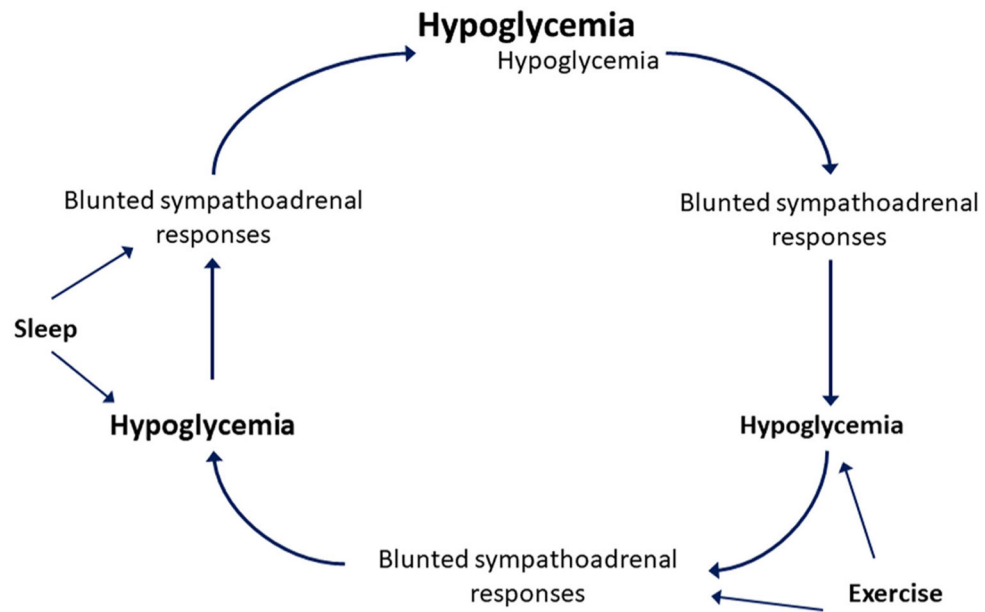 Hypoglycemia
Hypoglycemia
Blunted sympathoadrenal
responses
Blunted sympathoadrenal
responses
Sleep
Hypoglycemia
Hypoglycemia
Blunted sympathoadrenal
responses
Exercise